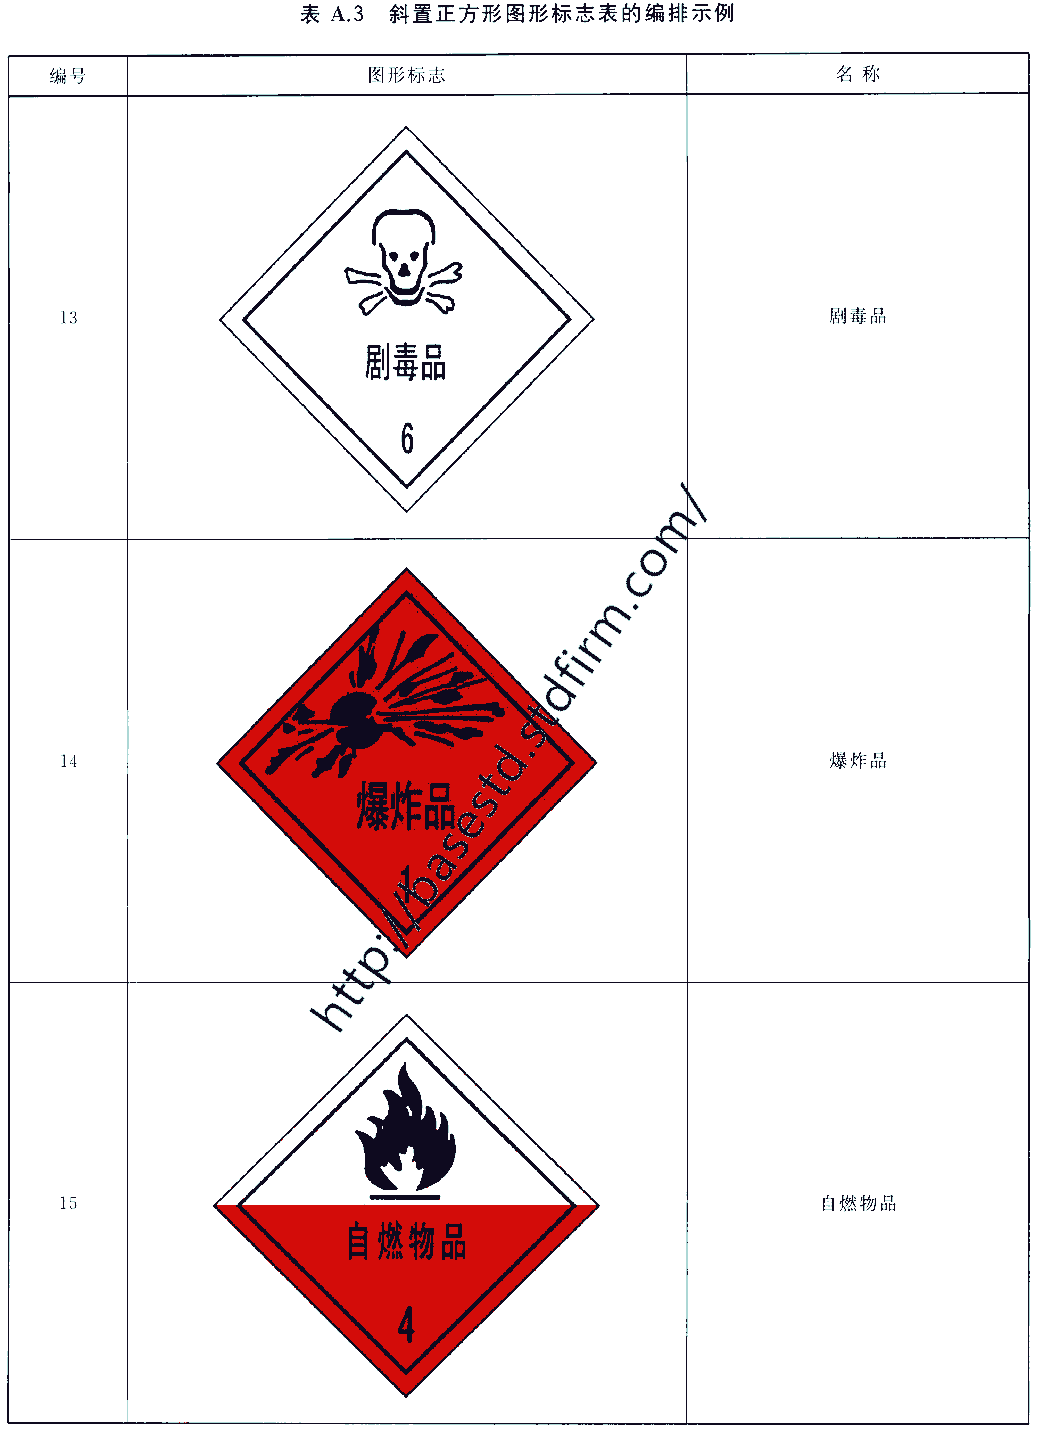 表 A.3 斜置正方形图形标志表的编排示例
编号 图形标志 名称
13
剧毒品
6
剧毒品
14
爆炸品
1
爆炸品
http://basestd.stdfirm.com/
15
自燃物品
4
自燃物品